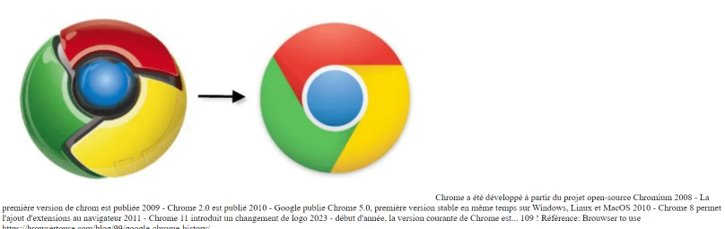 Chrome a été développé à partir du projet open-source Chromium 2008 - La
première version de chrom est publiée 2009 - Chrome 2.0 est publié 2010 - Google publie Chrome 5.0, première version stable en même temps sur Windows, Linux et MacOS 2010 - Chrome 8 permet
l'ajout d'extensions au navigateur 2011 - Chrome 11 introduit un changement de logo 2023 - début d'année, la version courante de Chrome est... 109 ! Référence: Brouwser to use
https://browsertouse.com/blog/99/google-chrome-history/